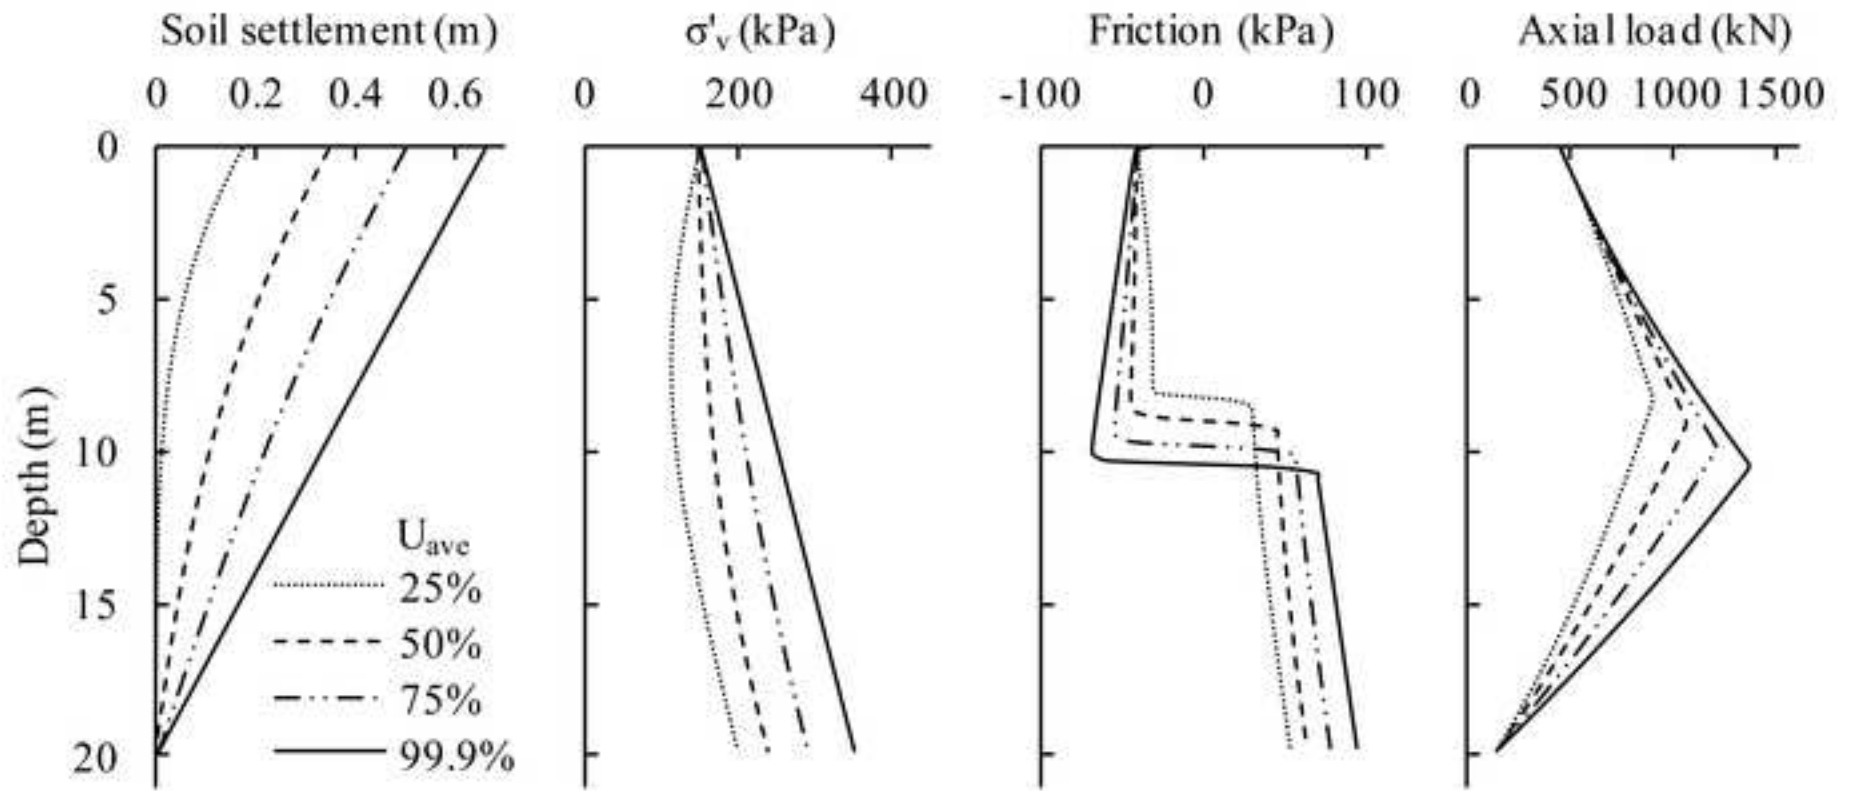 Soil settlement (m) σ'v (kPa) Friction (kPa) Axial load (kN)
0 0.2 0.4 0.6 0 200 400 -100 0 100 0 500 1000 1500
0
5
10
15
20
Depth (m)
Uave
25%
50%
75%
99.9%